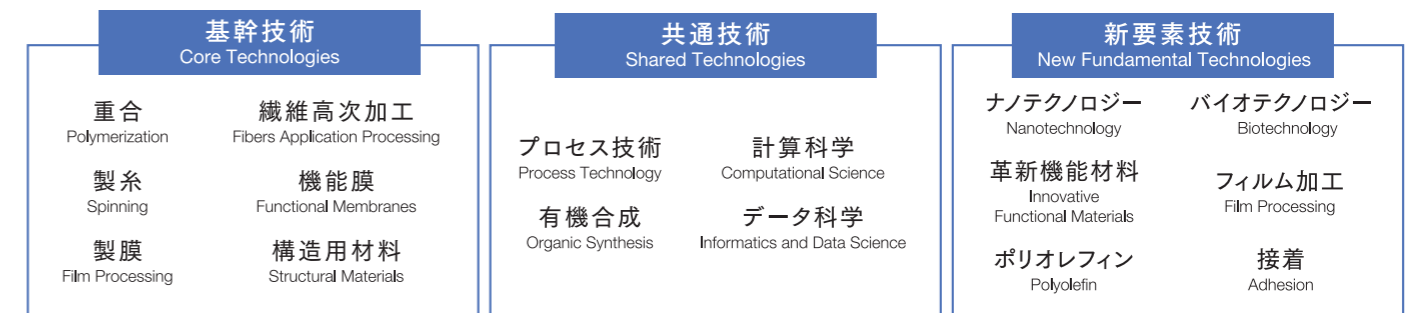 基幹技術
Core Technologies
重合
Polymerization
繊維高次加工
Fibers Application Processing
製糸
Spinning
機能膜
Functional Membranes
製膜
Film Processing
構造用材料
Structural Materials
共通技術
Shared Technologies
プロセス技術
Process Technology
計算科学
Computational Science
有機合成
Organic Synthesis
データ科学
Informatics and Data Science
新要素技術
New Fundamental Technologies
ナノテクノロジー
Nanotechnology
バイオテクノロジー
Biotechnology
革新機能材料
Innovative
Functional Materials
フィルム加工
Film Processing
ポリオレフィン
Polyolefin
接着
Adhesion